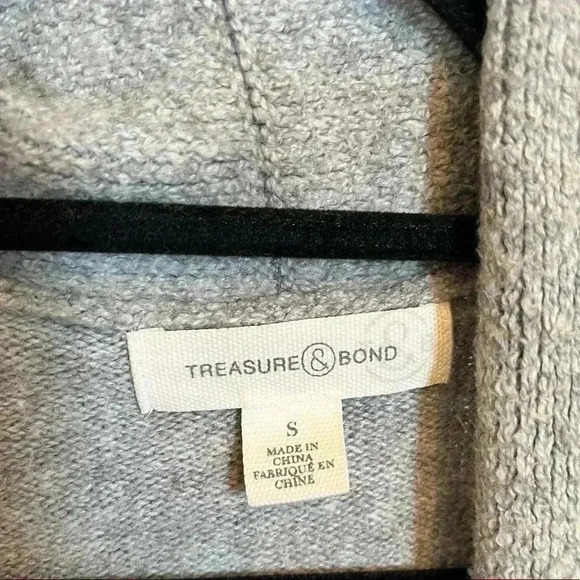 TREASURE & BOND
&
S
MADE IN
CHINA
FABRIQUÉ EN
CHINE